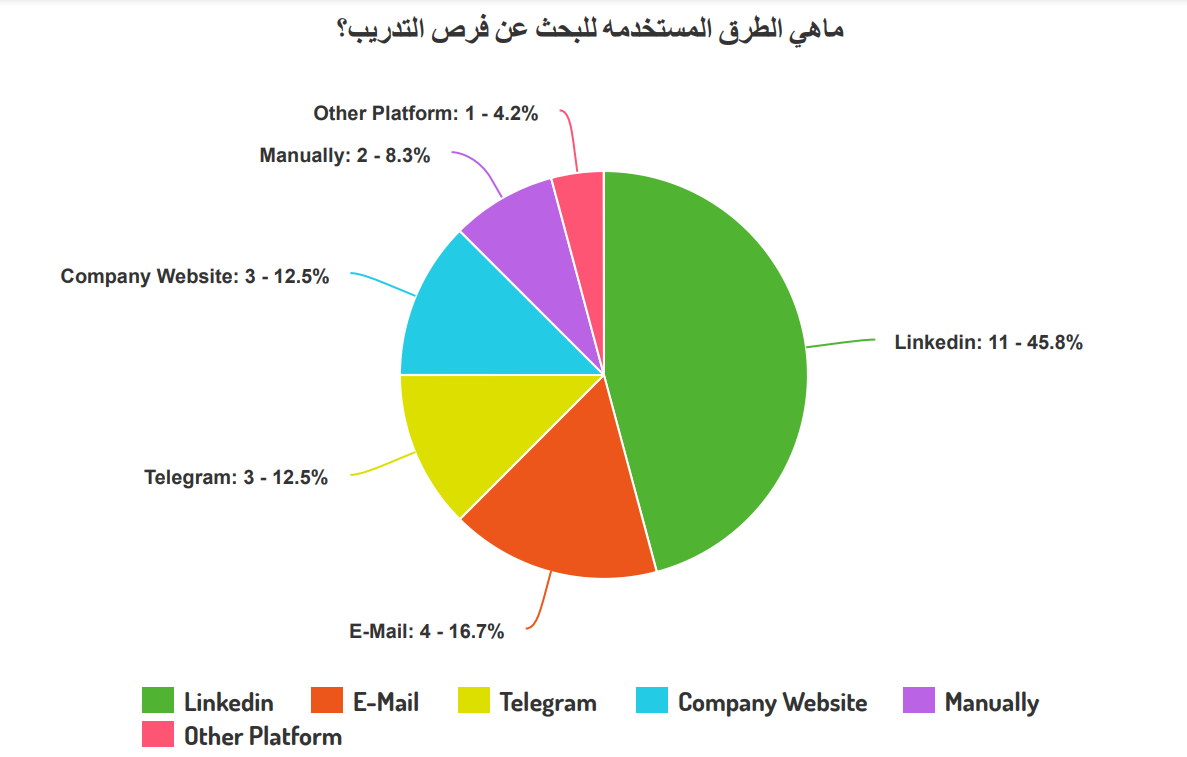 ماهي الطرق المستخدمه للبحث عن فرص التدريب؟
Other Platform: 1 - 4.2%
Manually: 2 - 8.3%
Company Website: 3 - 12.5%
Linkedin: 11 - 45.8%
Telegram: 3 - 12.5%
E-Mail: 4 - 16.7%
Linkedin E-Mail Telegram Company Website Manually
Other Platform